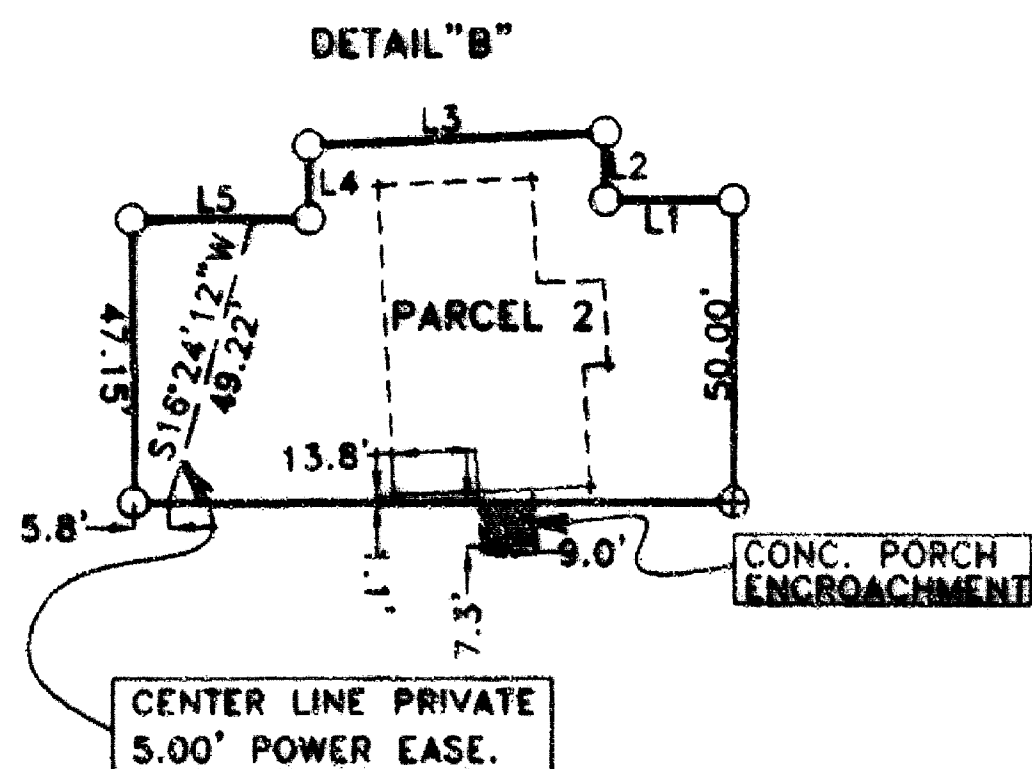 DETAIL "B"
L3
L2
L4
L5
L1
S16°24'12"W
49.22'
47.15'
PARCEL 2
50.00'
13.8'
5.8'
9.0'
7.3'
CONC. PORCH
ENCROACHMENT
CENTER LINE PRIVATE
5.00' POWER EASE.